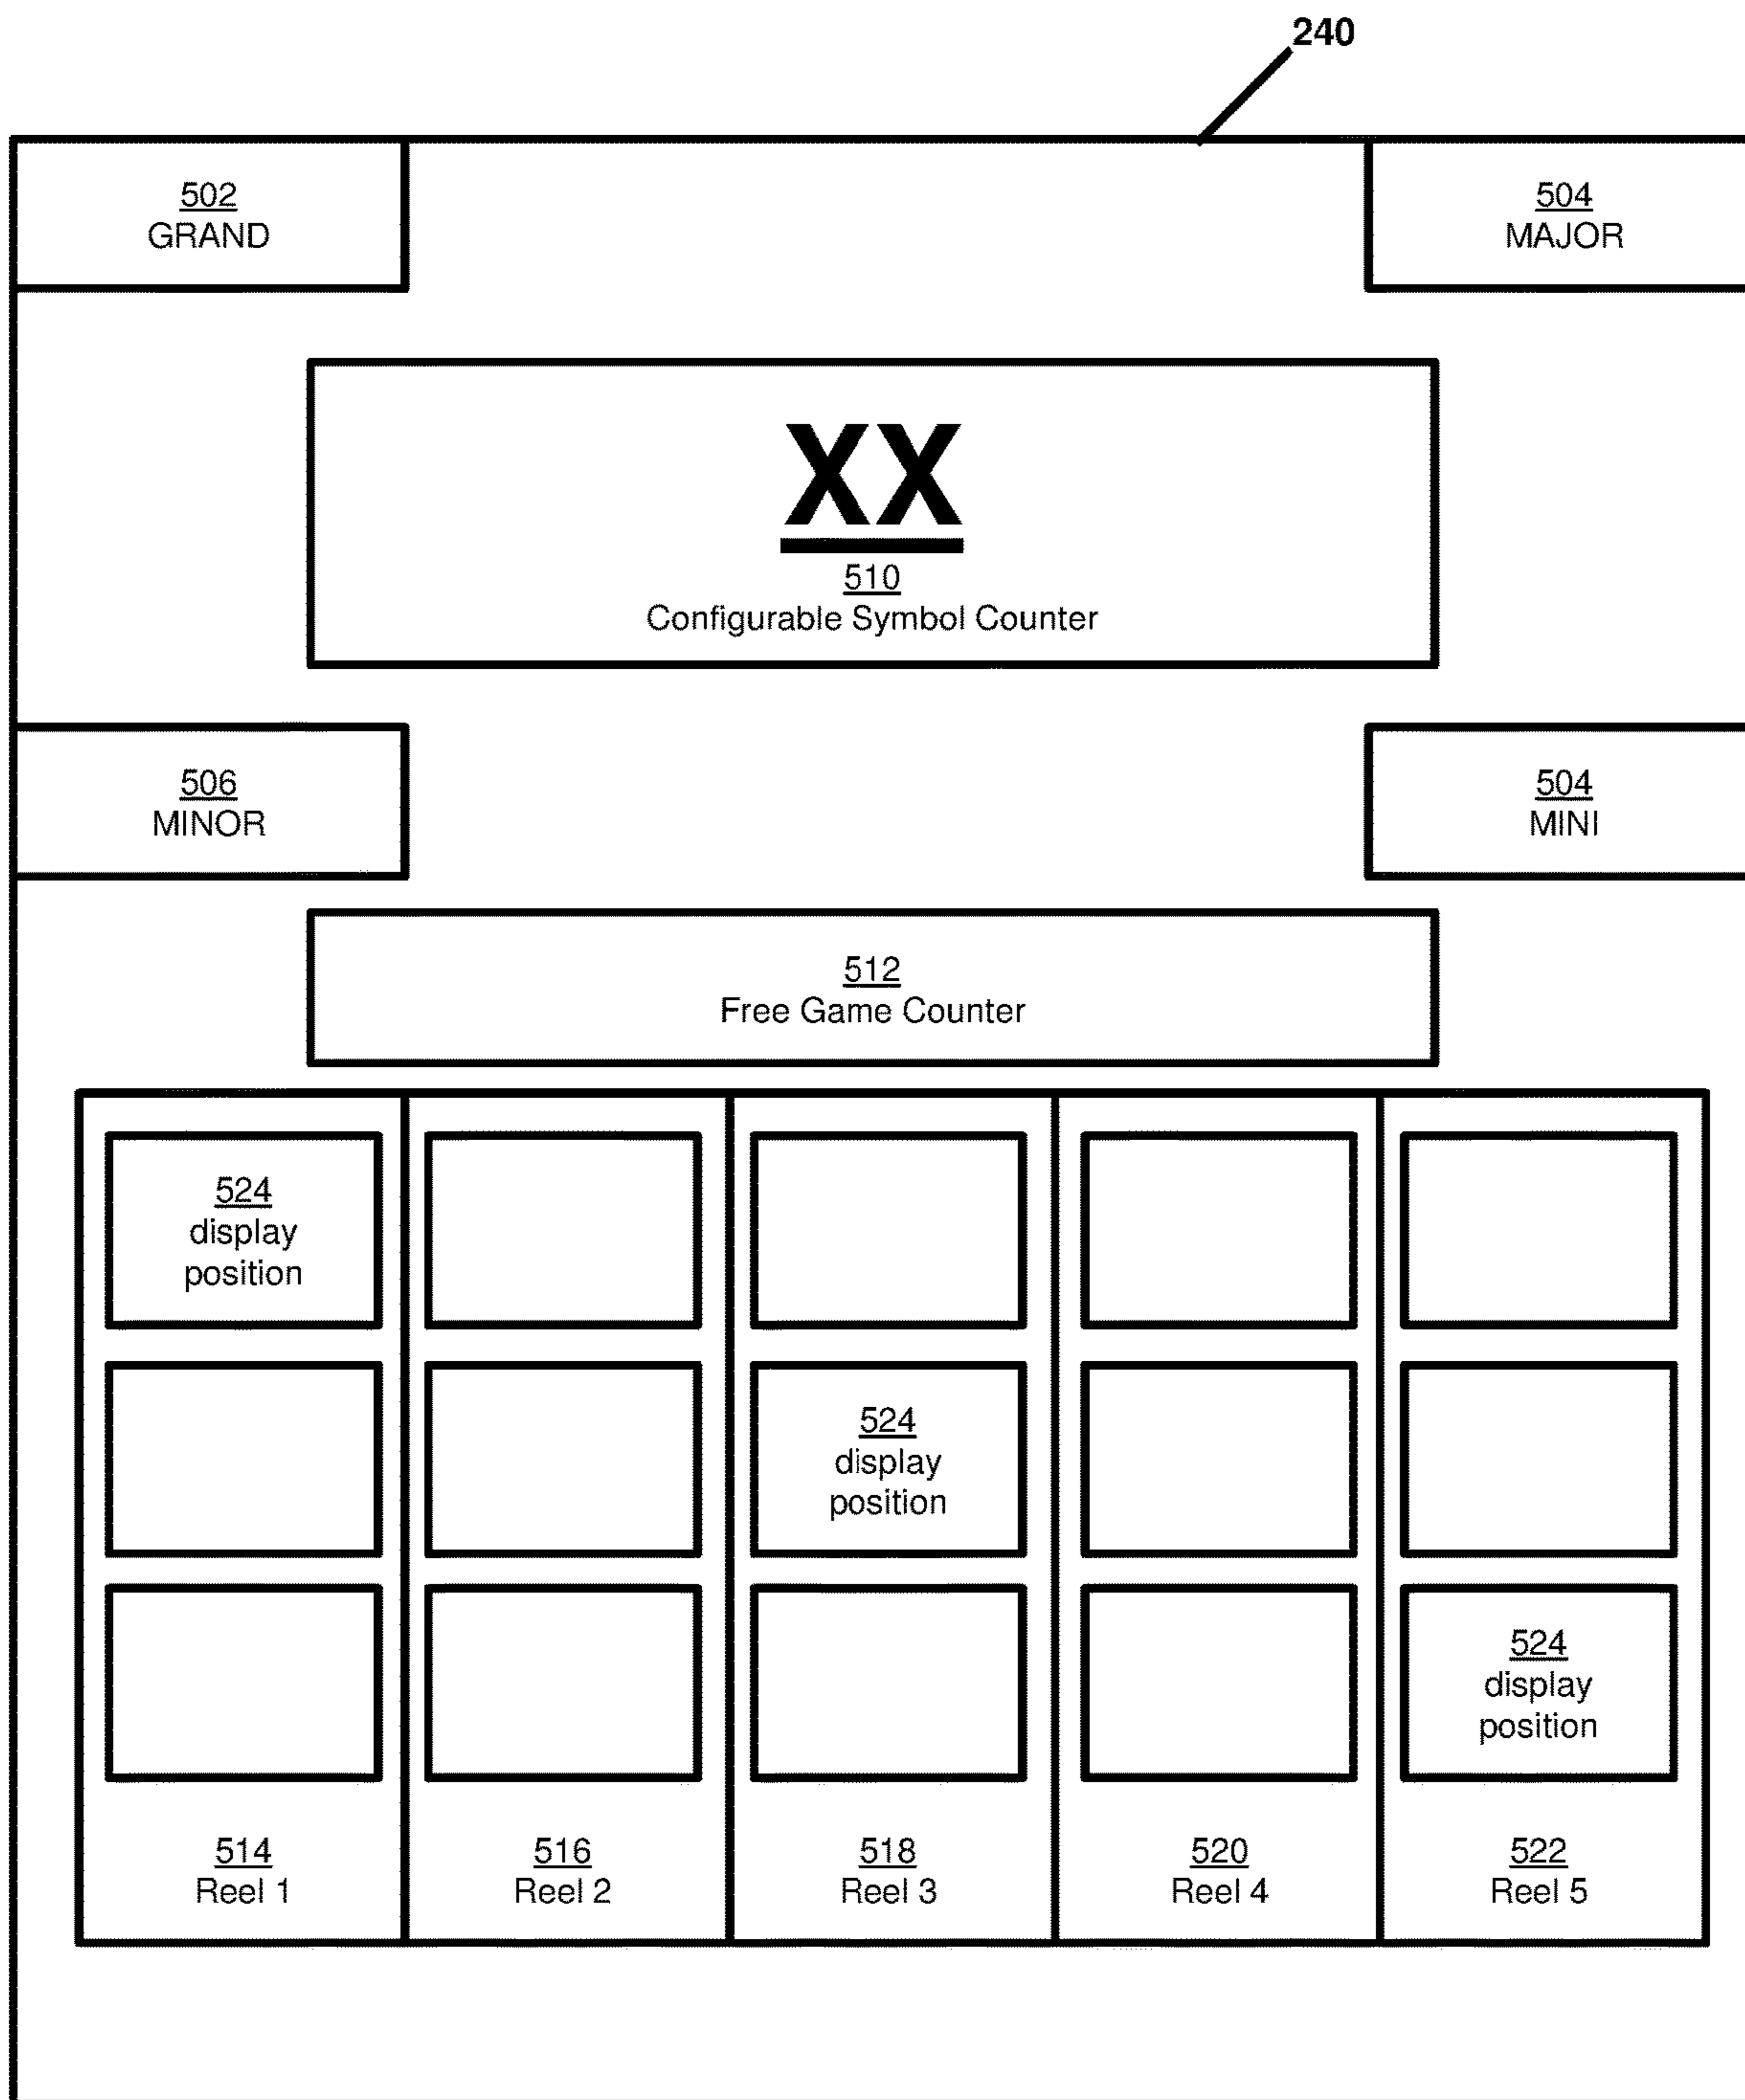 240
502
GRAND
504
MAJOR
XX
510
Configurable Symbol Counter
506
MINOR
504
MINI
512
Free Game Counter
524
display
position
524
display
position
524
display
position
514
Reel 1
516
Reel 2
518
Reel 3
520
Reel 4
522
Reel 5